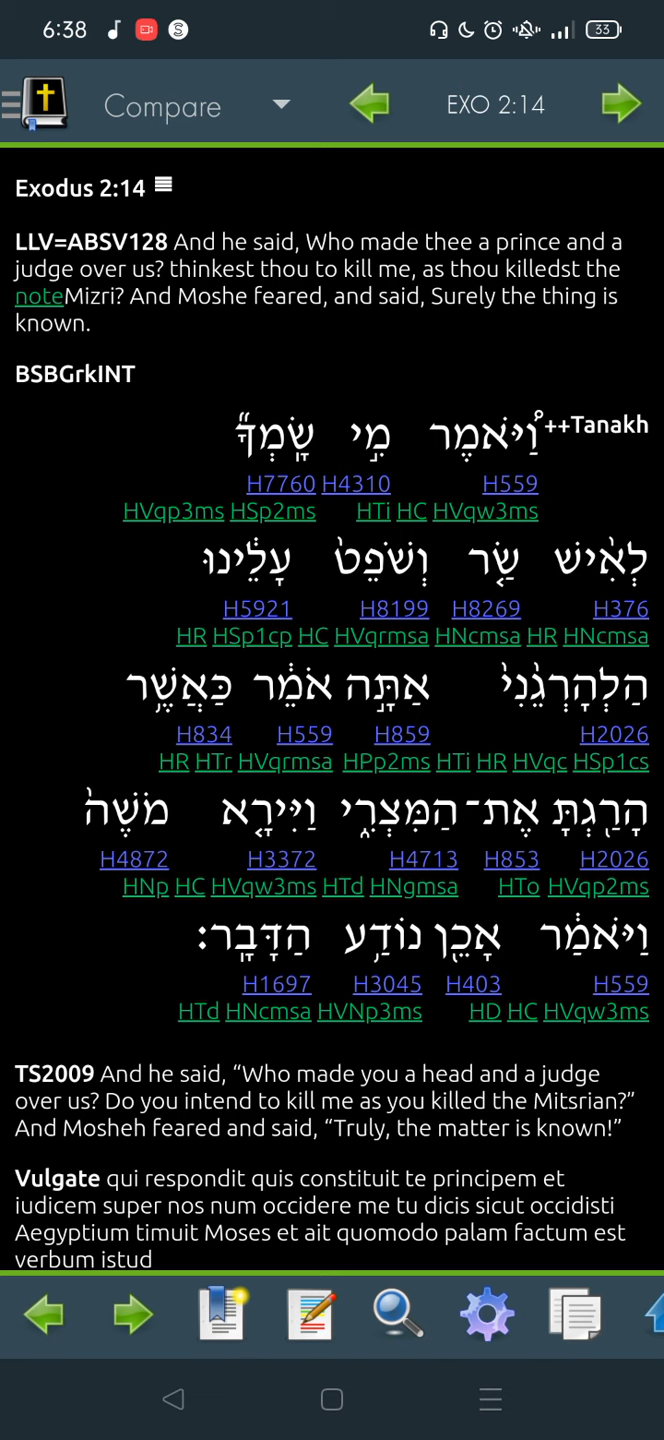 6:38
33
Compare
EXO 2:14
Exodus 2:14
LLV=ABSV128 And he said, Who made thee a prince and a
judge over us? thinkest thou to kill me, as thou killedst the
noteMizri? And Moshe feared, and said, Surely the thing is
known.
BSBGrkINT
++Tanakh וַ֠יֹּאמֶר מִ֣י שָֽׂמְךָ֞
H7760 H4310 H559
HVqp3ms HSp2ms HTi HC HVqw3ms
לְאִ֨ישׁ שַׂ֤ר וְשֹׁפֵט֙ עָלֵ֔ינוּ
H5921 H8199 H8269 H376
HR HSp1cp HC HVqrmsa HNcmsa HR HNcmsa
הַלְהָרְגֵ֙נִי֙ אַתָּ֣ה אֹמֵ֔ר כַּאֲשֶׁ֥ר
H834 H559 H859 H2026
HR HTr HVqrmsa HPp2ms HTi HR HVqc HSp1cs
הָרַ֖גְתָּ אֶת־ הַמִּצְרִ֑י וַיִּירָ֤א מֹשֶׁה֙
H4872 H3372 H4713 H853 H2026
HNp HC HVqw3ms HTd HNgmsa HTo HVqp2ms
וַיֹּאמַ֔ר אָכֵ֖ן נוֹדַ֥ע הַדָּבָֽר׃
H1697 H3045 H403 H559
HTd HNcmsa HVNp3ms HD HC HVqw3ms
TS2009 And he said, “Who made you a head and a judge
over us? Do you intend to kill me as you killed the Mitsrian?”
And Mosheh feared and said, “Truly, the matter is known!”
Vulgate qui respondit quis constituit te principem et
iudicem super nos num occidere me tu dicis sicut occidisti
Aegyptium timuit Moses et ait quomodo palam factum est
verbum istud